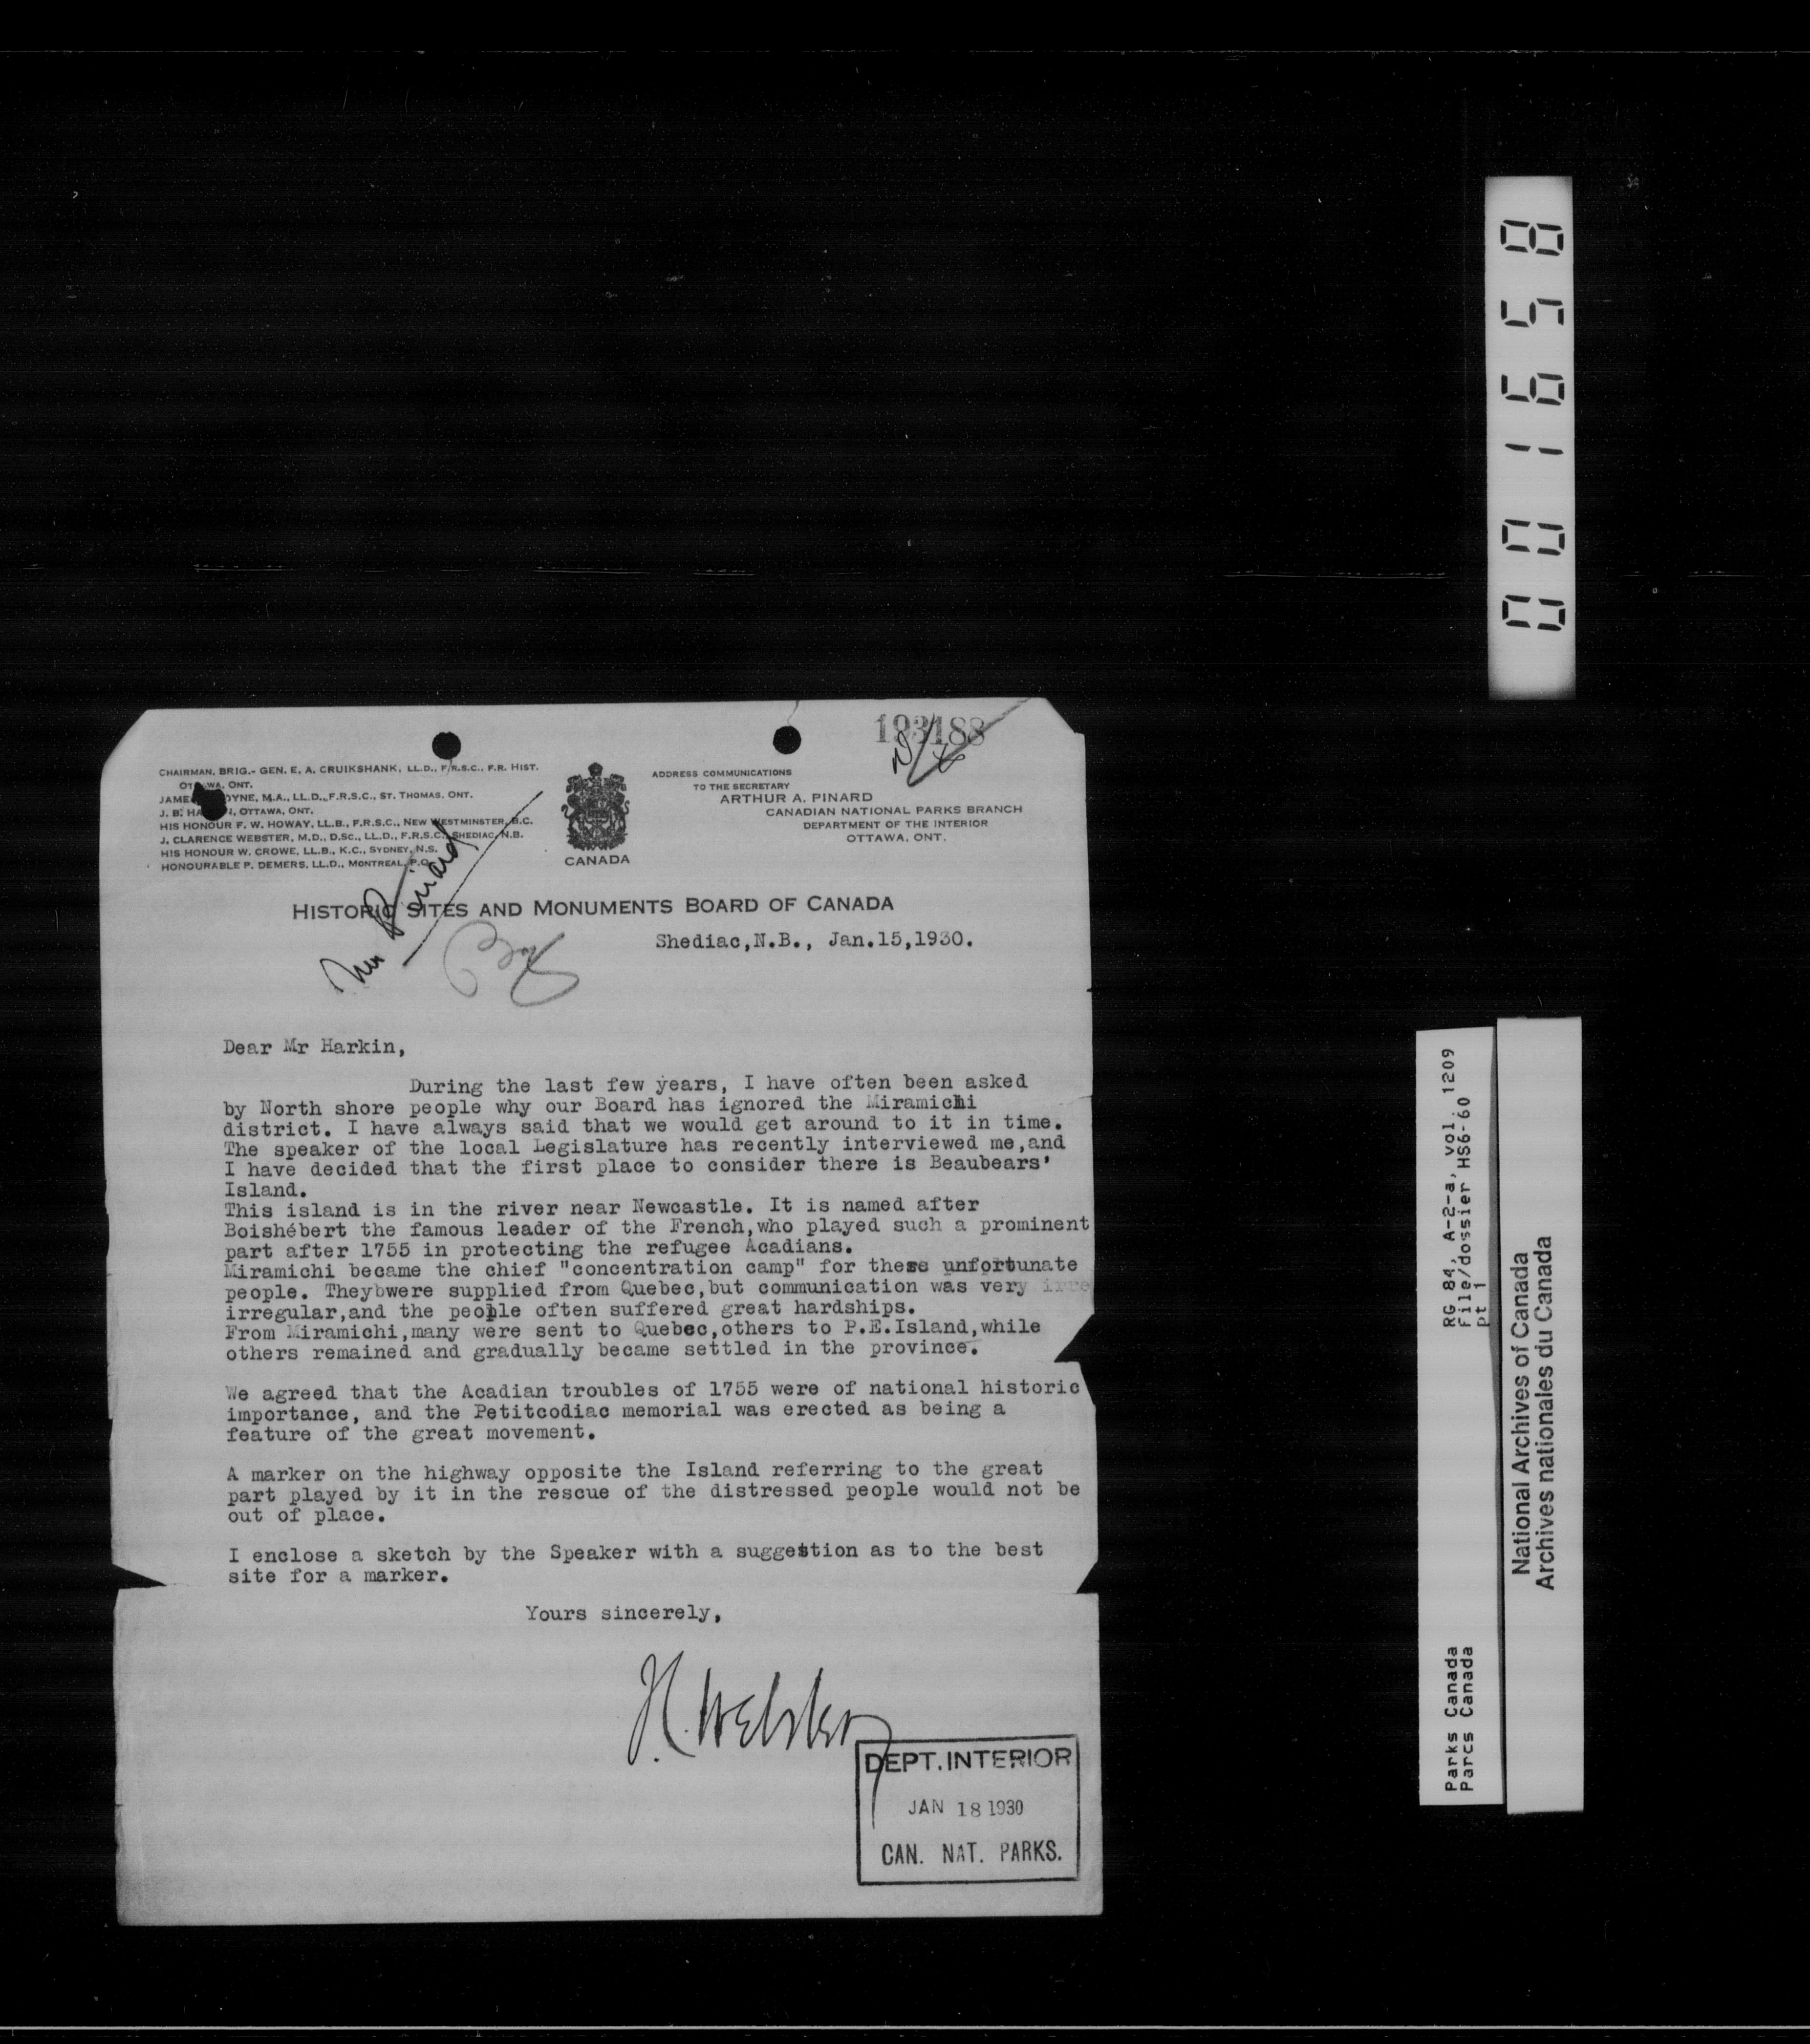 193188
CHAIRMAN, BRIG.- GEN. E. A. CRUIKSHANK, LL.D., F.R.S.C., F.R. HIST.
OTTAWA, ONT.
JAMES COYNE, M.A., LL.D., F.R.S.C., ST. THOMAS, ONT.
J. B. HARKIN, OTTAWA, ONT.
HIS HONOUR F. W. HOWAY, LL.B., F.R.S.C., NEW WESTMINSTER, B.C.
J. CLARENCE WEBSTER, M.D., D.SC., LL.D., F.R.S.C., SHEDIAC, N.B.
HIS HONOUR W. CROWE, LL.B., K.C., SYDNEY, N.S.
HONOURABLE P. DEMERS, LL.D., MONTREAL, P.Q.
CANADA
ADDRESS COMMUNICATIONS
TO THE SECRETARY
ARTHUR A. PINARD
CANADIAN NATIONAL PARKS BRANCH
DEPARTMENT OF THE INTERIOR
OTTAWA, ONT.
Mr Pinard
HISTORIC SITES AND MONUMENTS BOARD OF CANADA
Shediac,N.B., Jan.15,1930.
Dear Mr Harkin,
During the last few years, I have often been asked
by North shore people why our Board has ignored the Miramichi
district. I have always said that we would get around to it in time.
The speaker of the local Legislature has recently interviewed me,and
I have decided that the first place to consider there is Beaubears'
Island.
This island is in the river near Newcastle. It is named after
Boishébert the famous leader of the French,who played such a prominent
part after 1755 in protecting the refugee Acadians.
Miramichi became the chief "concentration camp" for these unfortunate
people. Theybwere supplied from Quebec,but communication was very irre
irregular,and the people often suffered great hardships.
From Miramichi,many were sent to Quebec,others to P.E.Island,while
others remained and gradually became settled in the province.
We agreed that the Acadian troubles of 1755 were of national historic
importance, and the Petitcodiac memorial was erected as being a
feature of the great movement.
A marker on the highway opposite the Island referring to the great
part played by it in the rescue of the distressed people would not be
out of place.
I enclose a sketch by the Speaker with a suggestion as to the best
site for a marker.
Yours sincerely,
J.C. Webster
DEPT. INTERIOR
JAN 18 1930
CAN. NAT. PARKS.
001658
RG 84, A-2-a, vol. 1209
File/dossier HS6-60
pt 1
Parks Canada
Parcs Canada
National Archives of Canada
Archives nationales du Canada